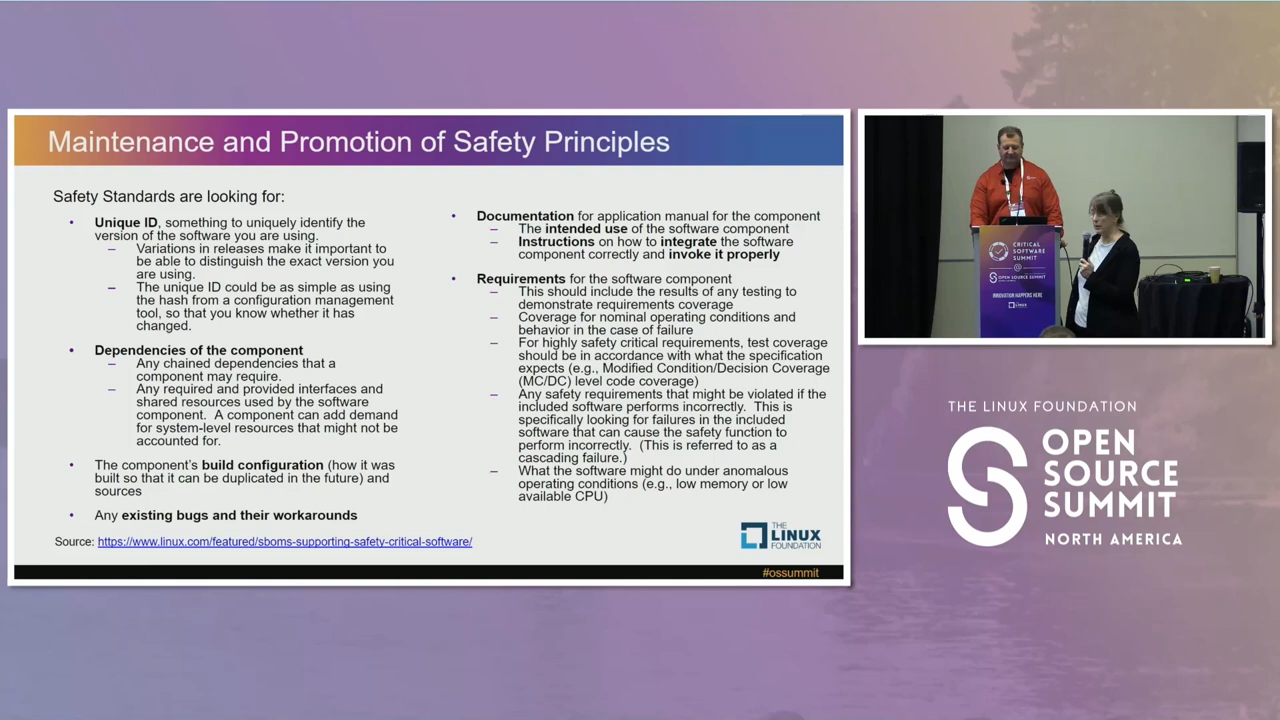 Maintenance and Promotion of Safety Principles
Safety Standards are looking for:
• Unique ID, something to uniquely identify the
version of the software you are using.
– Variations in releases make it important to
be able to distinguish the exact version you
are using.
– The unique ID could be as simple as using
the hash from a configuration management
tool, so that you know whether it has
changed.
• Dependencies of the component
– Any chained dependencies that a
component may require.
– Any required and provided interfaces and
shared resources used by the software
component. A component can add demand
for system-level resources that might not be
accounted for.
• The component's build configuration (how it was
built so that it can be duplicated in the future) and
sources
• Any existing bugs and their workarounds
• Documentation for application manual for the component
– The intended use of the software component
– Instructions on how to integrate the software
component correctly and invoke it properly
• Requirements for the software component
– This should include the results of any testing to
demonstrate requirements coverage
– Coverage for nominal operating conditions and
behavior in the case of failure
– For highly safety critical requirements, test coverage
should be in accordance with what the specification
expects (e.g., Modified Condition/Decision Coverage
(MC/DC) level code coverage)
– Any safety requirements that might be violated if the
included software performs incorrectly. This is
specifically looking for failures in the included
software that can cause the safety function to
perform incorrectly. (This is referred to as a
cascading failure.)
– What the software might do under anomalous
operating conditions (e.g., low memory or low
available CPU)
Source: https://www.linux.com/featured/sboms-supporting-safety-critical-software/
THE
LINUX
FOUNDATION
#ossummit
CRITICAL
SOFTWARE
SUMMIT
@
OPEN SOURCE SUMMIT
INNOVATION HAPPENS HERE
LINUX
THE LINUX FOUNDATION
OPEN
SOURCE
SUMMIT
NORTH AMERICA